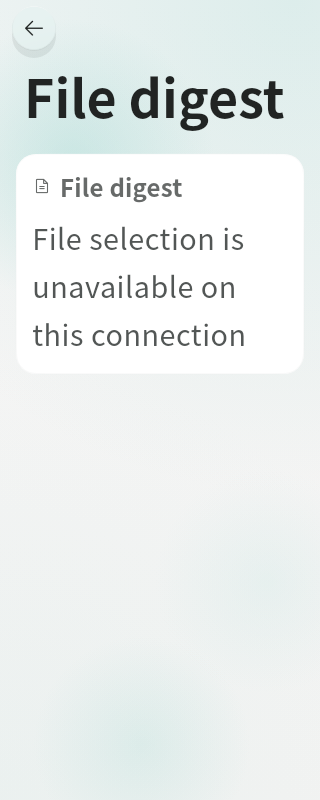 File digest
File digest
File selection is
unavailable on
this connection